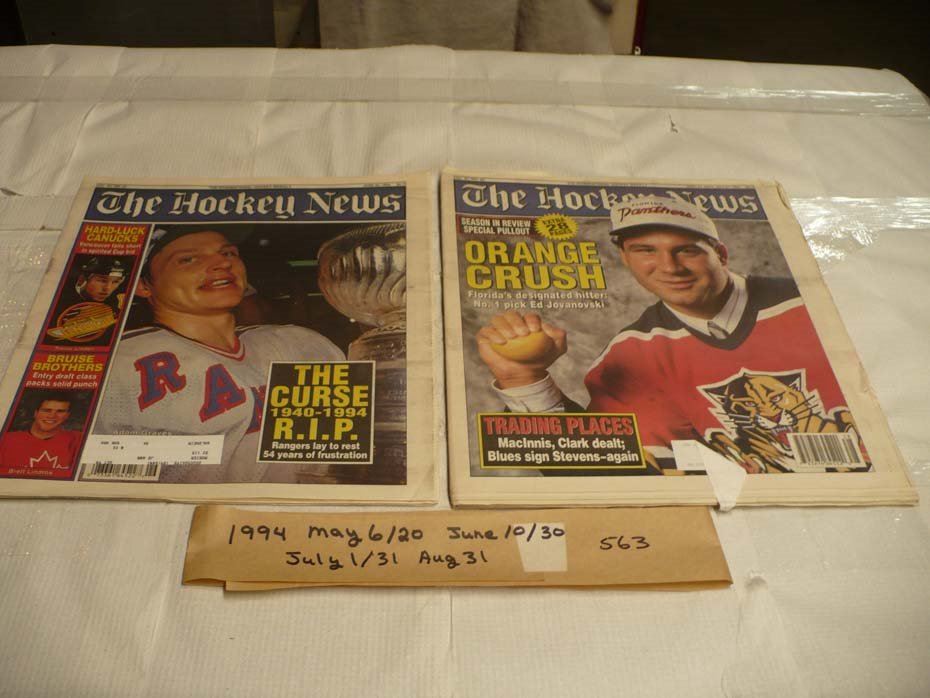 The Hockey News
HARD-LUCK
CANUCKS
Vancouver falls short
in spirited Cup bid
BRUISE
BROTHERS
Entry draft class
packs solid punch
Brett Lindros
RA
Adam Graves
THE
CURSE
1940-1994
R.I.P.
Rangers lay to rest
54 years of frustration
The Hockey News
SEASON IN REVIEW
SPECIAL PULLOUT
28
FLORIDA
Panthers
ORANGE
CRUSH
Florida's designated hitter:
No. 1 pick Ed Jovanovski
TRADING PLACES
MacInnis, Clark dealt;
Blues sign Stevens–again
1994 May 6/20 June 10/30
July 1/31 Aug 31
563